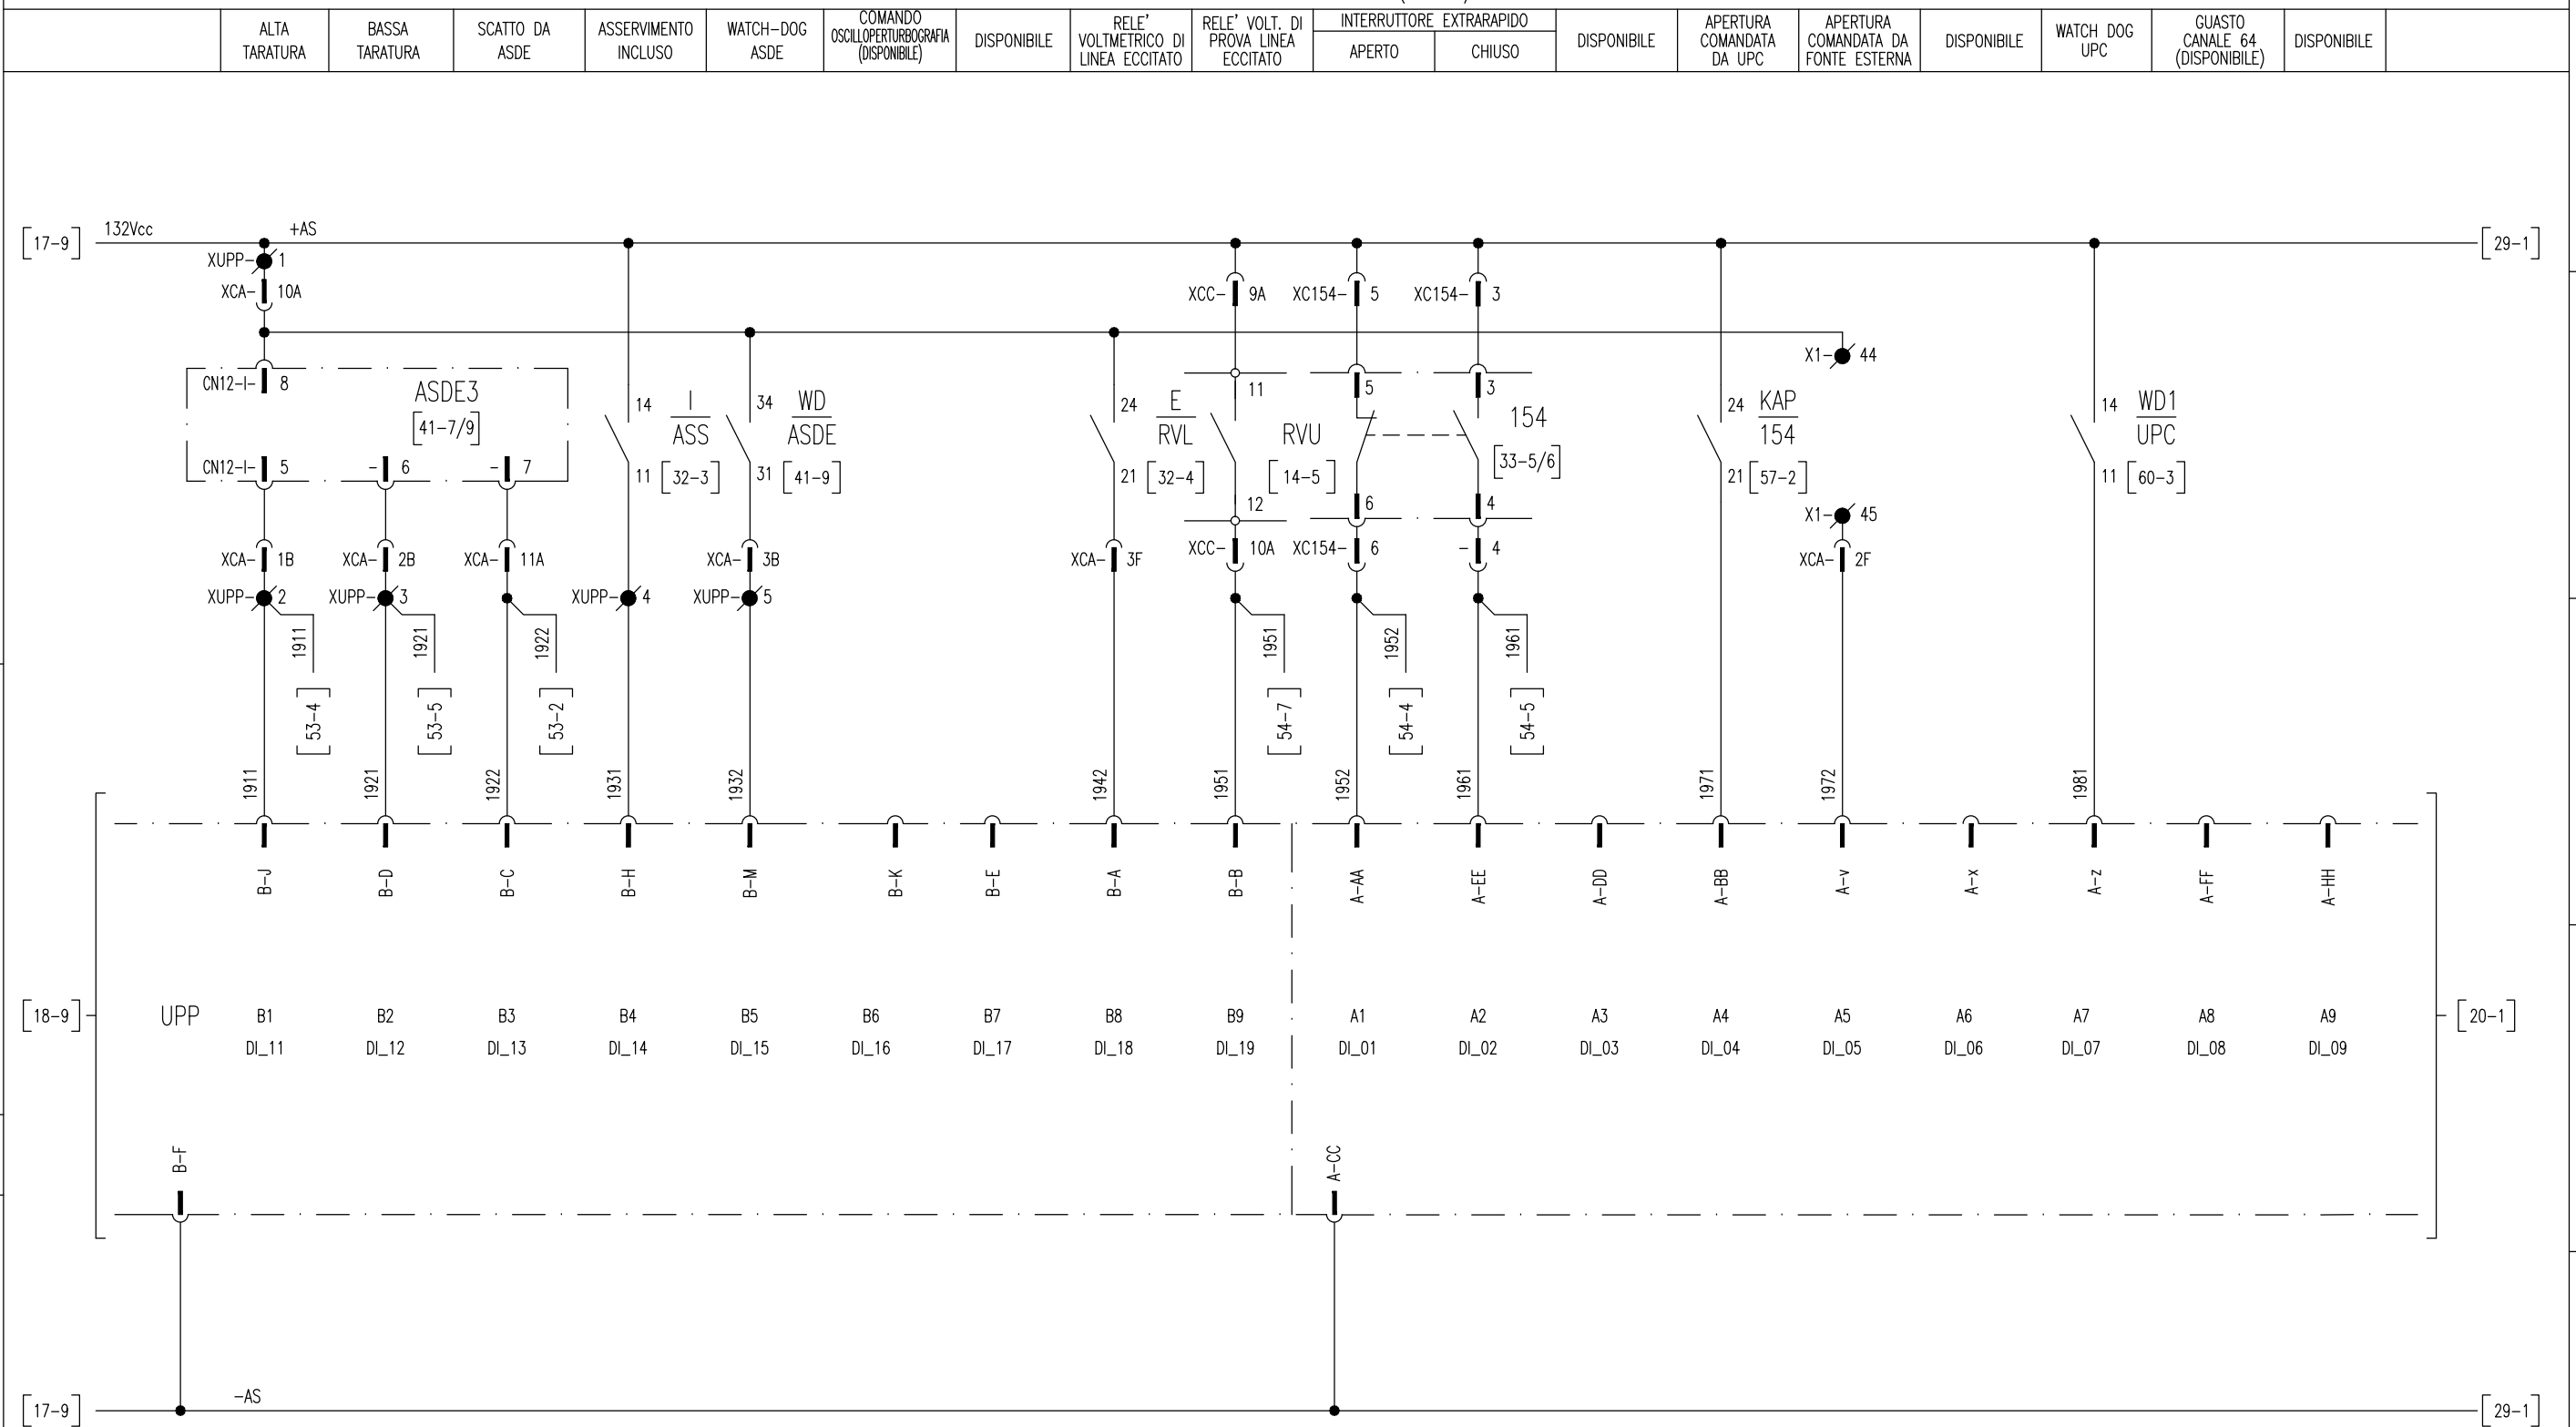 ALTA
TARATURA
BASSA
TARATURA
SCATTO DA
ASDE
ASSERVIMENTO
INCLUSO
WATCH-DOG
ASDE
COMANDO
OSCILLOPERTURBOGRAFIA
(DISPONIBILE)
DISPONIBILE
RELE'
VOLTMETRICO DI
LINEA ECCITATO
RELE' VOLT. DI
PROVA LINEA
ECCITATO
INTERRUTTORE EXTRARAPIDO
APERTO
CHIUSO
DISPONIBILE
APERTURA
COMANDATA
DA UPC
APERTURA
COMANDATA DA
FONTE ESTERNA
DISPONIBILE
WATCH DOG
UPC
GUASTO
CANALE 64
(DISPONIBILE)
DISPONIBILE
[17-9] 132Vcc +AS [29-1]
XUPP- 1
XCA- 10A
XCC- 9A XC154- 5 XC154- 3
X1- 44
CN12-I- 8
ASDE3
[41-7/9]
CN12-I- 5 - 6 - 7
14 I
ASS
11 [32-3]
34 WD
ASDE
31 [41-9]
24 E
RVL
21 [32-4]
11
RVU
[14-5]
12
5
6
3
154
[33-5/6]
4
24 KAP
154
21 [57-2]
14 WD1
UPC
11 [60-3]
X1- 45
XCA- 1B XCA- 2B XCA- 11A XCA- 3B XCA- 3F XCC- 10A XC154- 6 - 4 XCA- 2F
XUPP- 2 XUPP- 3 XUPP- 4 XUPP- 5
1911 1921 1922 1951 1952 1961
[53-4] [53-5] [53-2] [54-7] [54-4] [54-5]
1911 1921 1922 1931 1932 1942 1951 1952 1961 1971 1972 1981
B-J B-D B-C B-H B-M B-K B-E B-A B-B A-AA A-EE A-DD A-BB A-v A-x A-z A-FF A-HH
[18-9] UPP B1 B2 B3 B4 B5 B6 B7 B8 B9 A1 A2 A3 A4 A5 A6 A7 A8 A9 [20-1]
DI_11 DI_12 DI_13 DI_14 DI_15 DI_16 DI_17 DI_18 DI_19 DI_01 DI_02 DI_03 DI_04 DI_05 DI_06 DI_07 DI_08 DI_09
B-F A-CC
[17-9] -AS [29-1]